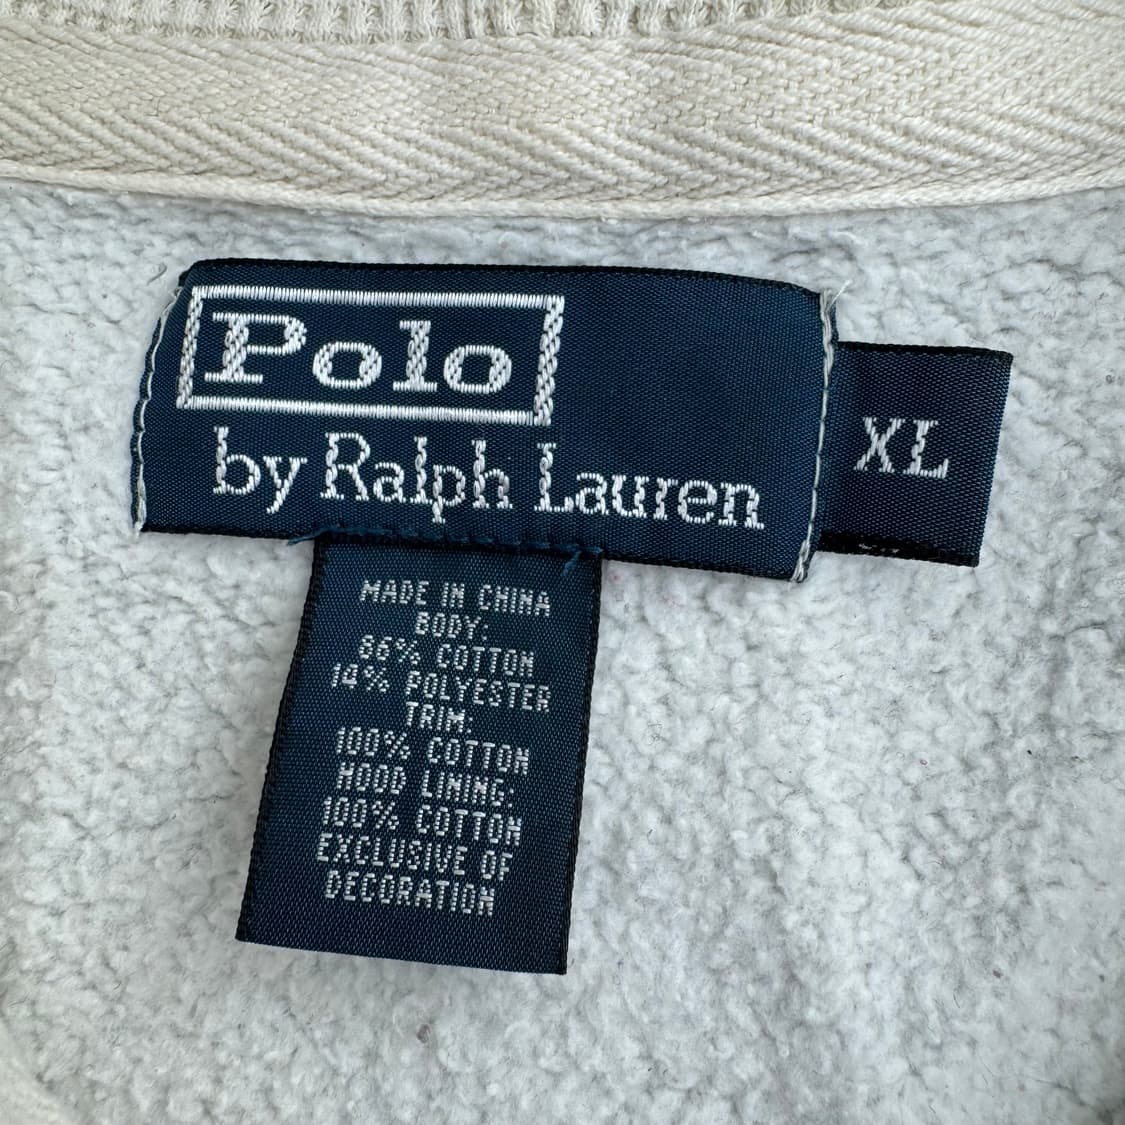 Polo
by Ralph Lauren
XL
MADE IN CHINA
BODY:
86% COTTON
14% POLYESTER
TRIM:
100% COTTON
HOOD LINING:
100% COTTON
EXCLUSIVE OF
DECORATION